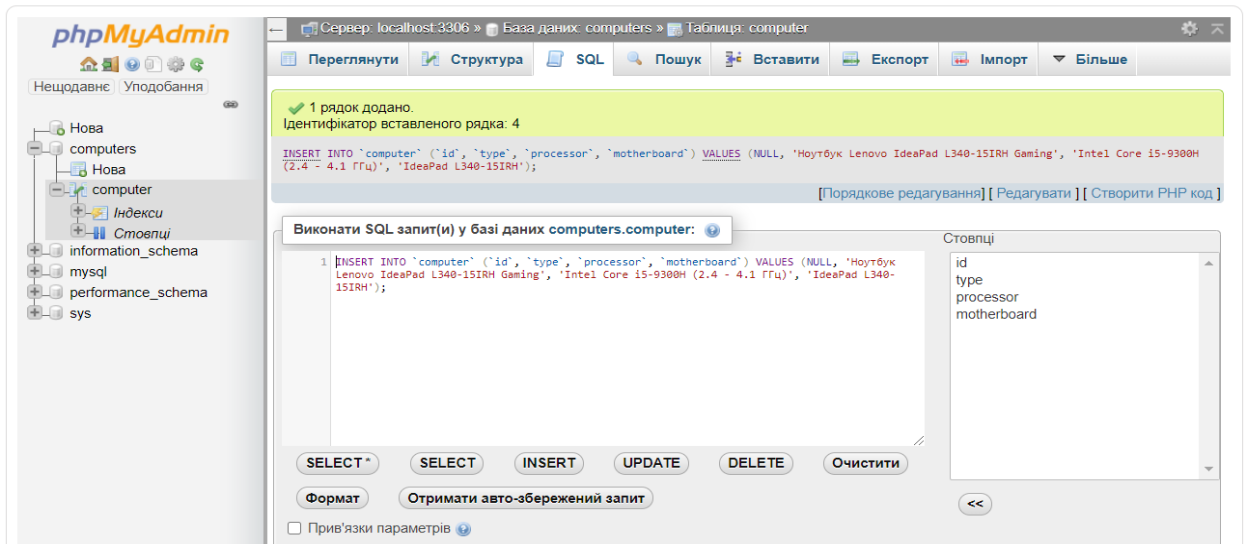 phpMyAdmin
Нещодавнє Уподобання
Нова
computers
Нова
computer
Індекси
Стовпці
information_schema
mysql
performance_schema
sys
Сервер: localhost:3306 » База даних: computers » Таблиця: computer
Переглянути Структура SQL Пошук Вставити Експорт Імпорт Більше
1 рядок додано.
Ідентифікатор вставленого рядка: 4
INSERT INTO `computer` (`id`, `type`, `processor`, `motherboard`) VALUES (NULL, 'Ноутбук Lenovo IdeaPad L340-15IRH Gaming', 'Intel Core i5-9300H
(2.4 - 4.1 ГГц)', 'IdeaPad L340-15IRH');
[Порядкове редагування] [ Редагувати ] [ Створити PHP код ]
Виконати SQL запит(и) у базі даних computers.computer:
1 INSERT INTO `computer` (`id`, `type`, `processor`, `motherboard`) VALUES (NULL, 'Ноутбук
Lenovo IdeaPad L340-15IRH Gaming', 'Intel Core i5-9300H (2.4 - 4.1 ГГц)', 'IdeaPad L340-
15IRH');
Стовпці
id
type
processor
motherboard
SELECT * SELECT INSERT UPDATE DELETE Очистити
Формат Отримати авто-збережений запит
<<
Прив'язки параметрів